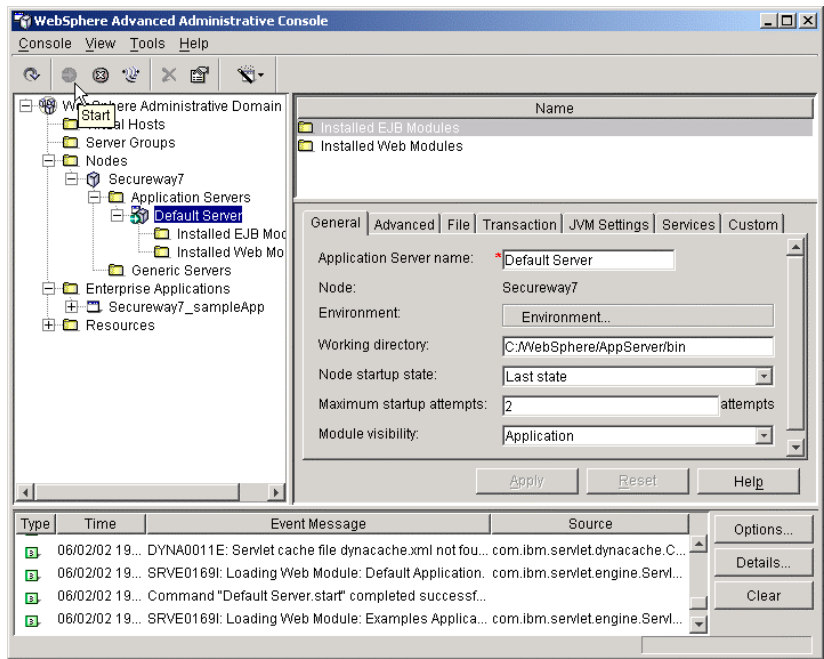 WebSphere Advanced Administrative Console
Console View Tools Help
WebSphere Administrative Domain
Start
Hosts
Server Groups
Nodes
Secureway7
Application Servers
Default Server
Installed EJB Mod
Installed Web Mo
Generic Servers
Enterprise Applications
Secureway7_sampleApp
Resources
Name
Installed EJB Modules
Installed Web Modules
General Advanced File Transaction JVM Settings Services Custom
Application Server name: *Default Server
Node: Secureway7
Environment: Environment...
Working directory: C:/WebSphere/AppServer/bin
Node startup state: Last state
Maximum startup attempts: 2 attempts
Module visibility: Application
Apply Reset Help
Type Time Event Message Source
06/02/02 19... DYNA0011E: Servlet cache file dynacache.xml not fou... com.ibm.servlet.dynacache.C...
06/02/02 19... SRVE0169I: Loading Web Module: Default Application. com.ibm.servlet.engine.Servl...
06/02/02 19... Command "Default Server.start" completed successf...
06/02/02 19... SRVE0169I: Loading Web Module: Examples Applica... com.ibm.servlet.engine.Servl...
Options...
Details...
Clear